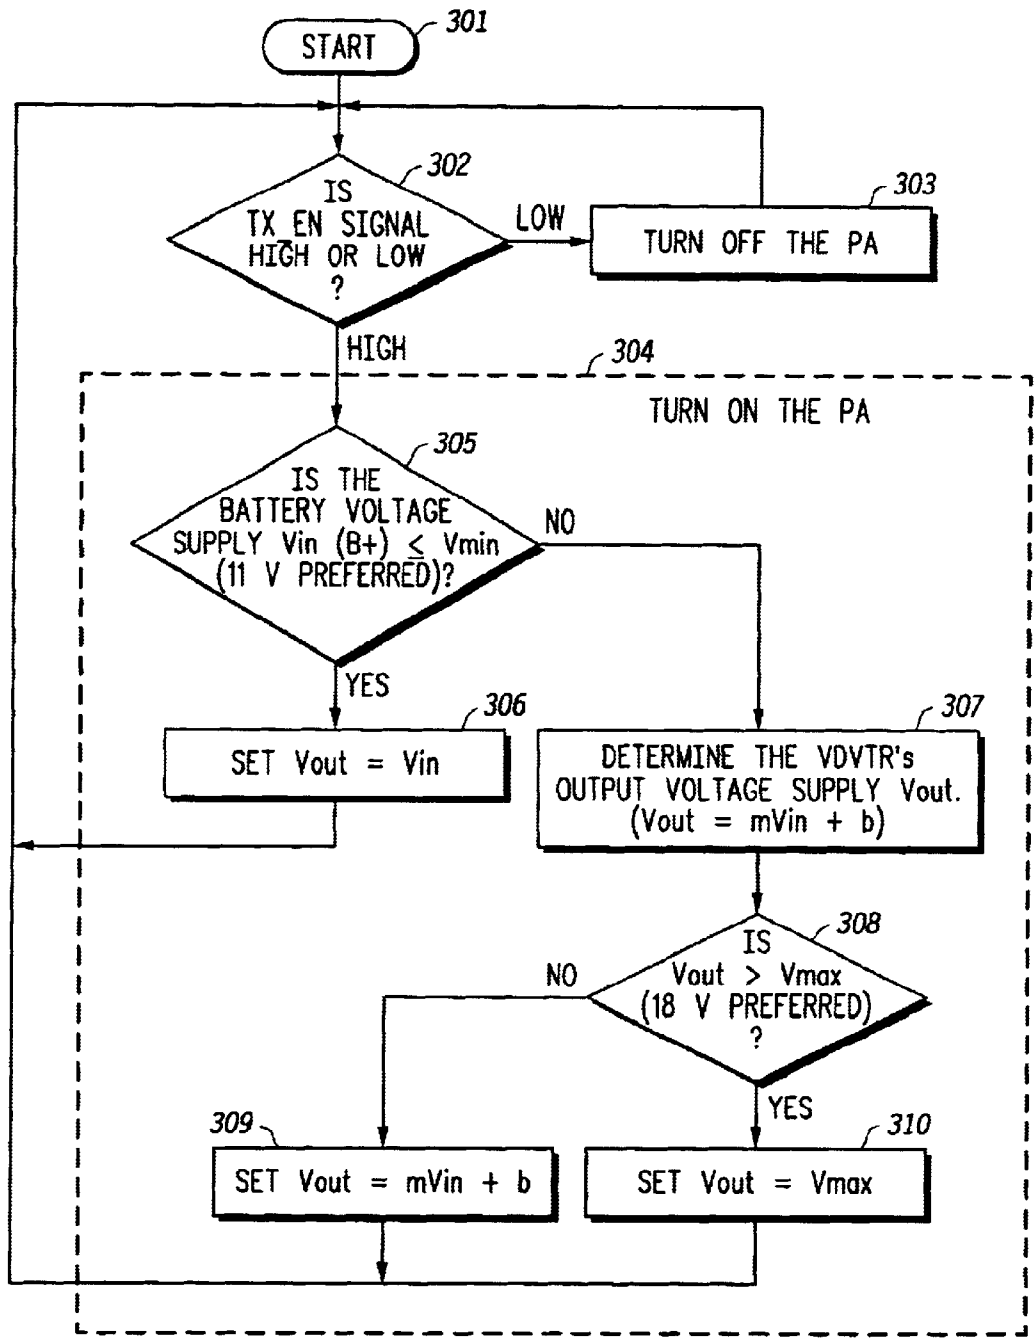 START
301
302
IS
TX_EN SIGNAL
HIGH OR LOW
?
LOW
303
TURN OFF THE PA
HIGH
304
TURN ON THE PA
305
IS THE
BATTERY VOLTAGE
SUPPLY Vin (B+) ≤ Vmin
(11 V PREFERRED)?
NO
YES
306
SET Vout = Vin
307
DETERMINE THE VDVTR's
OUTPUT VOLTAGE SUPPLY Vout.
(Vout = mVin + b)
308
IS
Vout > Vmax
(18 V PREFERRED)
?
NO
YES
309
SET Vout = mVin + b
310
SET Vout = Vmax